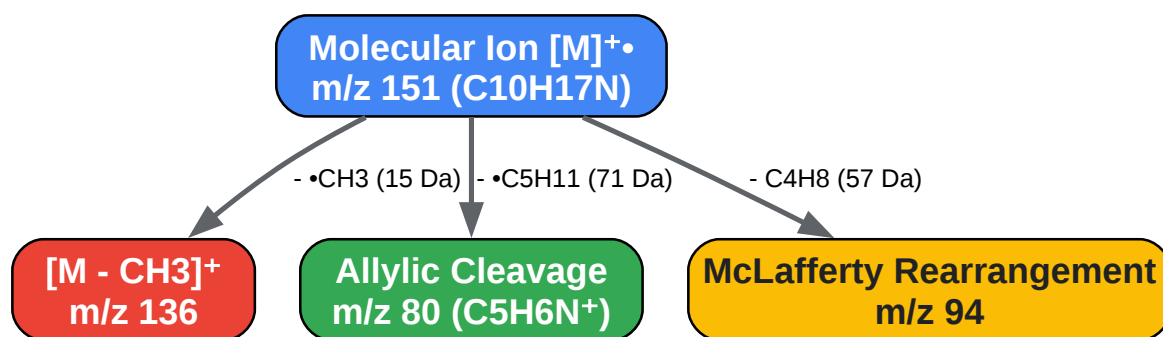 Molecular Ion [M]⁺•
m/z 151 (C10H17N)
- •CH3 (15 Da)
- •C5H11 (71 Da)
- C4H8 (57 Da)
[M - CH3]⁺
m/z 136
Allylic Cleavage
m/z 80 (C5H6N⁺)
McLafferty Rearrangement
m/z 94